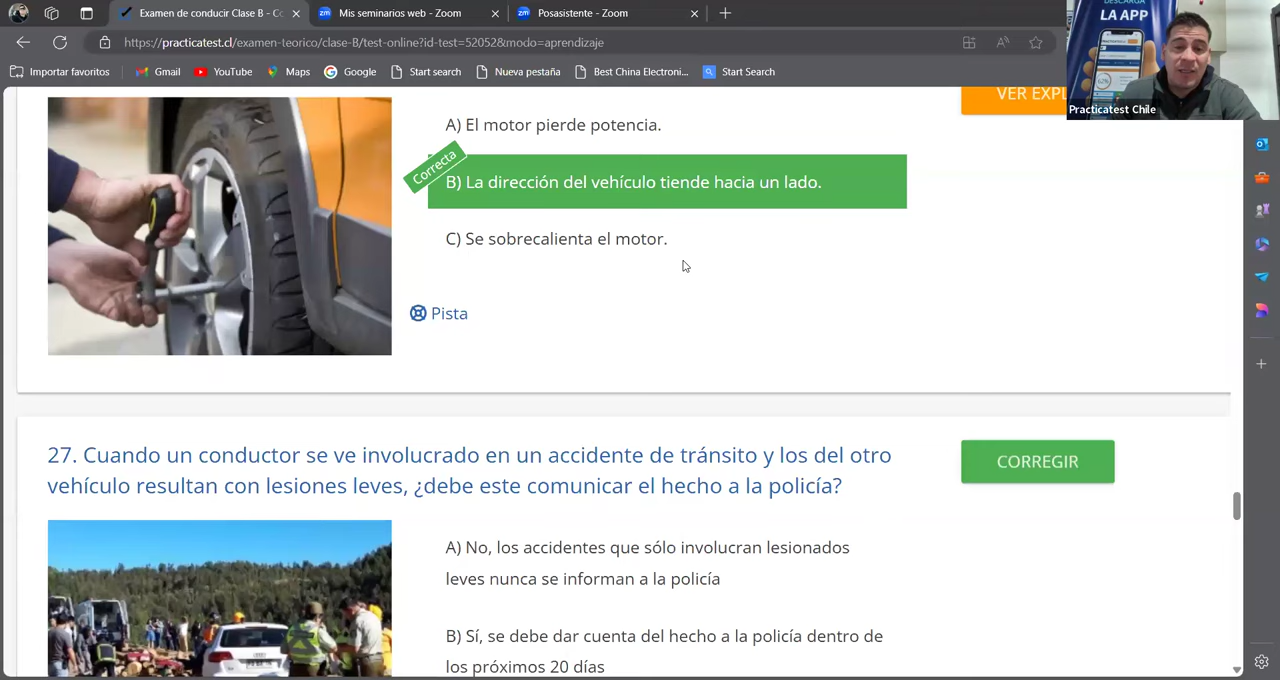 Examen de conducir Clase B - Co
Mis seminarios web - Zoom
Posasistente - Zoom
https://practicatest.cl/examen-teorico/clase-B/test-online?id-test=52052&modo=aprendizaje
Importar favoritos
Gmail
YouTube
Maps
Google
Start search
Nueva pestaña
Best China Electroni...
Start Search
DESCARGA
LA APP
Practicatest Chile
VER EXPL
A) El motor pierde potencia.
Correcta
B) La dirección del vehículo tiende hacia un lado.
C) Se sobrecalienta el motor.
Pista
27. Cuando un conductor se ve involucrado en un accidente de tránsito y los del otro
vehículo resultan con lesiones leves, ¿debe este comunicar el hecho a la policía?
CORREGIR
A) No, los accidentes que sólo involucran lesionados
leves nunca se informan a la policía
B) Sí, se debe dar cuenta del hecho a la policía dentro de
los próximos 20 días